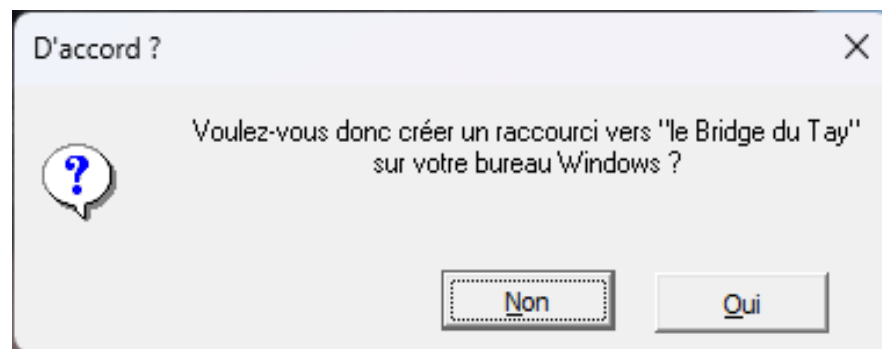 D'accord ?
Voulez-vous donc créer un raccourci vers "le Bridge du Tay"
sur votre bureau Windows ?
Non
Oui